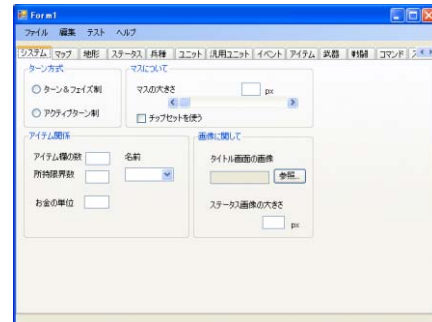 Form1
ファイル 編集 テスト ヘルプ
システム マップ 地形 ステータス 兵種 ユニット 汎用ユニット イベント アイテム 武器 戦闘 コマンド
ターン方式
ターン&フェイズ制
アクティブターン制
マスについて
マスの大きさ px
チップセットを使う
アイテム関係
アイテム欄の数
所持限界数
名前
お金の単位
画像に関して
タイトル画面の画像
参照...
ステータス画像の大きさ
px